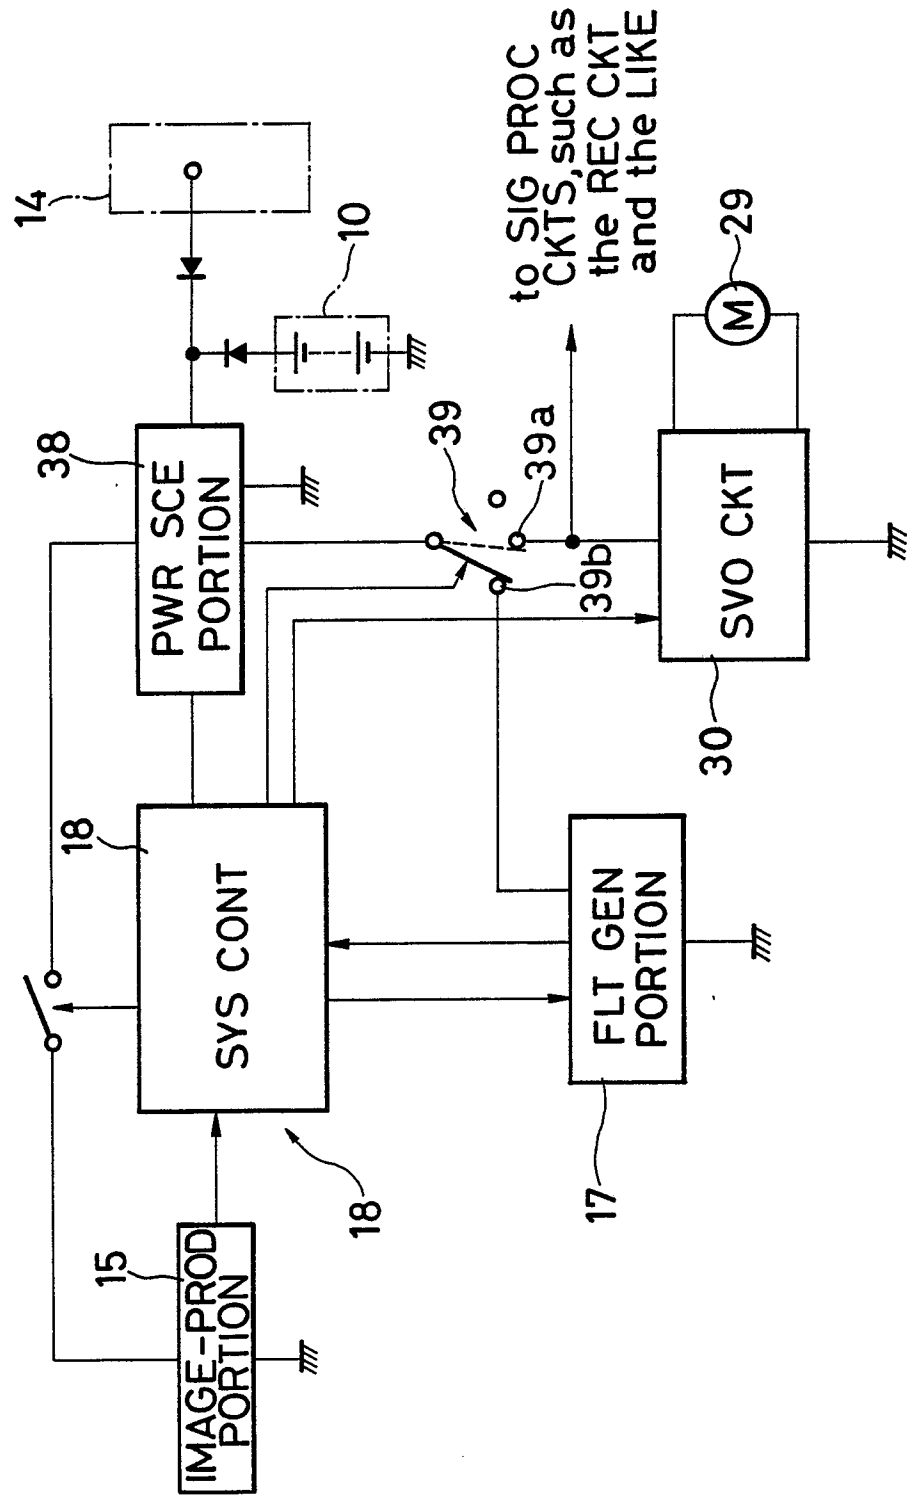 14
10
38
PWR SCE
PORTION
39
39a
39b
to SIG PROC
CKTS, such as
the REC CKT
and the LIKE
29
M
SVO CKT
30
18
SYS CONT
18
FLT GEN
PORTION
17
15
IMAGE-PROD
PORTION